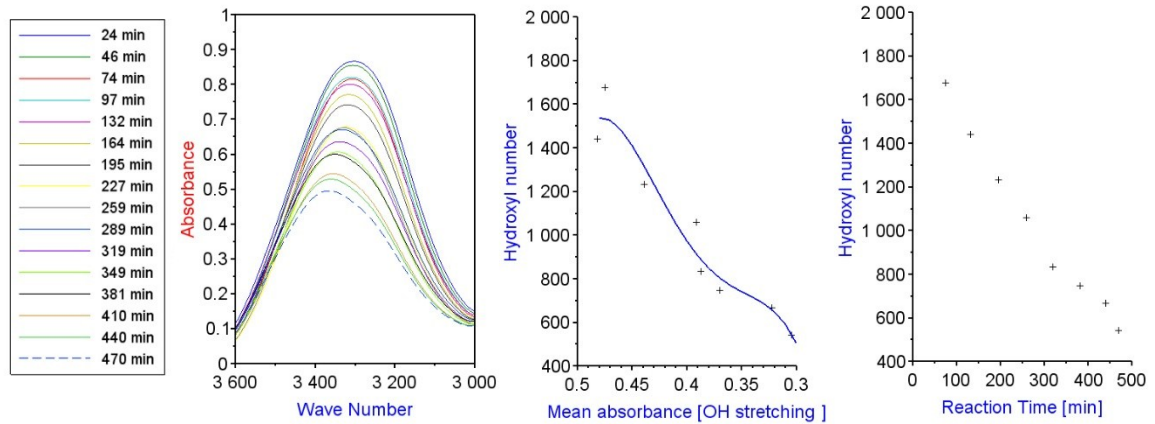 24 min
46 min
74 min
97 min
132 min
164 min
195 min
227 min
259 min
289 min
319 min
349 min
381 min
410 min
440 min
470 min
Absorbance
1
0.9
0.8
0.7
0.6
0.5
0.4
0.3
0.2
0.1
0
3 600
3 400
3 200
3 000
Wave Number
Hydroxyl number
2 000
1 800
1 600
1 400
1 200
1 000
800
600
400
0.5
0.45
0.4
0.35
0.3
Mean absorbance [OH stretching ]
Hydroxyl number
2 000
1 800
1 600
1 400
1 200
1 000
800
600
400
0
100
200
300
400
500
Reaction Time [min]